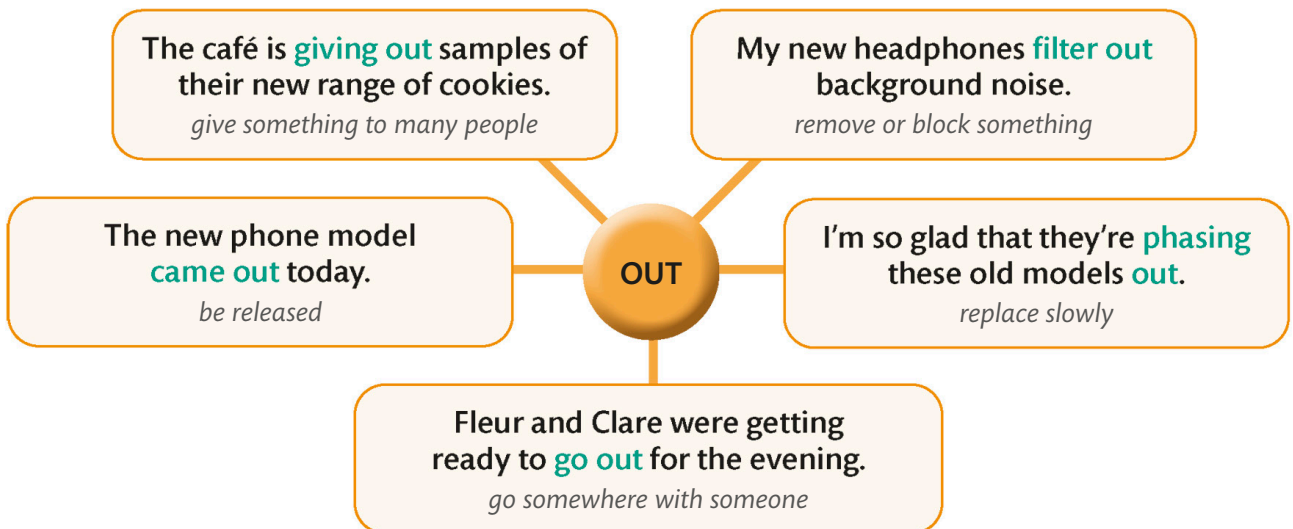 The café is giving out samples of
their new range of cookies.
give something to many people
My new headphones filter out
background noise.
remove or block something
The new phone model
came out today.
be released
OUT
I'm so glad that they're phasing
these old models out.
replace slowly
Fleur and Clare were getting
ready to go out for the evening.
go somewhere with someone